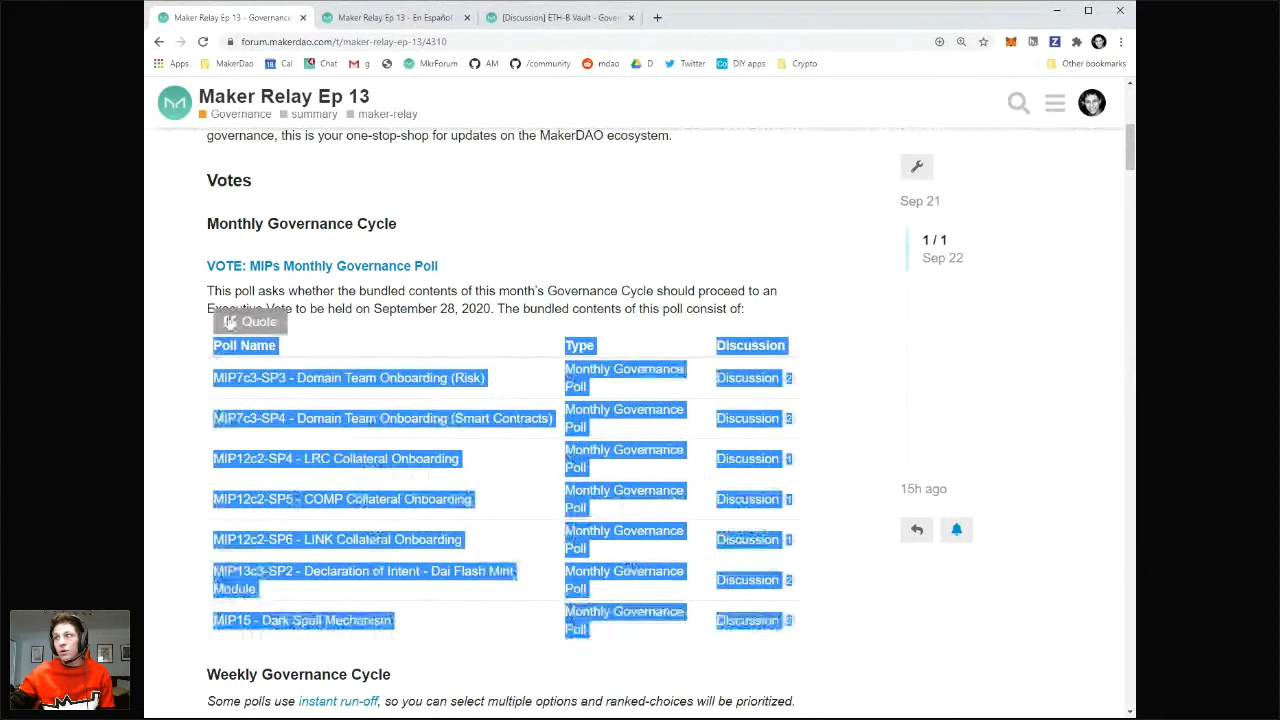 Maker Relay Ep 13 - Governance
Maker Relay Ep 13 - En Español
[Discussion] ETH-B Vault - Gove
forum.makerdao.com/t/maker-relay-ep-13/4310
Apps
MakerDao
Cal
Chat
g
MkrForum
AM
/community
mdao
D
Twitter
DIY apps
Crypto
Other bookmarks
Maker Relay Ep 13
Governance summary maker-relay
governance, this is your one-stop-shop for updates on the MakerDAO ecosystem.
Votes
Monthly Governance Cycle
VOTE: MIPs Monthly Governance Poll
This poll asks whether the bundled contents of this month's Governance Cycle should proceed to an
Executive Vote to be held on September 28, 2020. The bundled contents of this poll consist of:
Quote
Poll Name Type Discussion
MIP7c3-SP3 - Domain Team Onboarding (Risk) Monthly Governance Discussion 2
Poll
MIP7c3-SP4 - Domain Team Onboarding (Smart Contracts) Monthly Governance Discussion 2
Poll
MIP12c2-SP4 - LRC Collateral Onboarding Monthly Governance Discussion 1
Poll
MIP12c2-SP5 - COMP Collateral Onboarding Monthly Governance Discussion 1
Poll
MIP12c2-SP6 - LINK Collateral Onboarding Monthly Governance Discussion 1
Poll
MIP13c3-SP2 - Declaration of Intent - Dai Flash Mint Monthly Governance Discussion 2
Module Poll
MIP15 - Dark Spell Mechanism Monthly Governance Discussion 2
Poll
Weekly Governance Cycle
Some polls use instant run-off, so you can select multiple options and ranked-choices will be prioritized.
Sep 21
1 / 1
Sep 22
15h ago